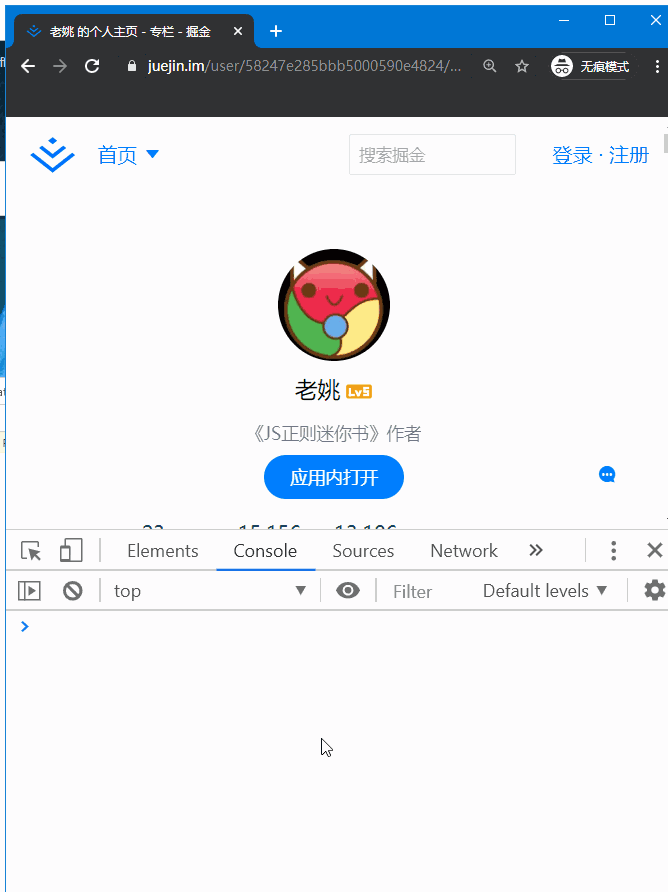 老姚 的个人主页 - 专栏 - 掘金
juejin.im/user/58247e285bbb5000590e4824/...
无痕模式
首页
搜索掘金
登录 · 注册
老姚 Lv5
《JS正则迷你书》作者
应用内打开
Elements Console Sources Network
top Filter Default levels